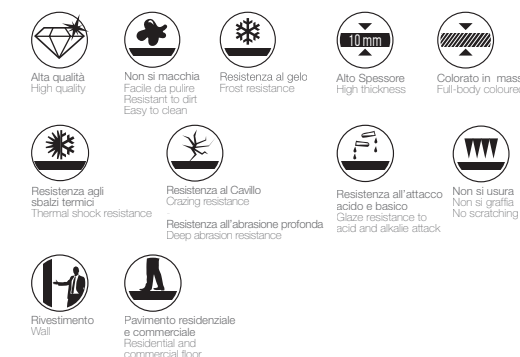 Alta qualità
High quality
Non si macchia
Facile da pulire
Resistant to dirt
Easy to clean
Resistenza al gelo
Frost resistance
10 mm
Alto Spessore
High thickness
Colorato in mass
Full-body coloured
Resistenza agli
sbalzi termici
Thermal shock resistance
Resistenza al Cavillo
Crazing resistance
Resistenza all'abrasione profonda
Deep abrasion resistance
Resistenza all'attacco
acido e basico
Glaze resistance to
acid and alkalie attack
Non si usura
Non si graffia
No scratching
Rivestimento
Wall
Pavimento residenziale
e commerciale
Residential and
commercial floor